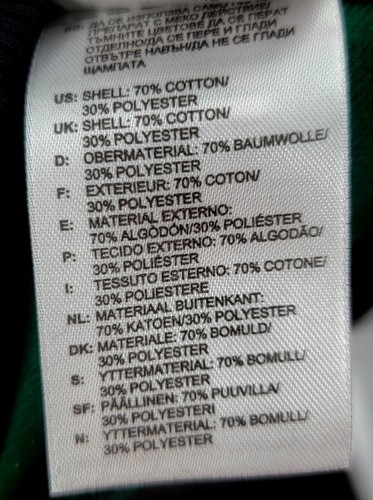 ПРЕПАРАТ С МЕКО ДЕЙСТВИЕ/
ТЪМНИТЕ ЦВЕТОВЕ ДА СЕ ПЕРАТ
ОТДЕЛНО/ДА СЕ ПЕРЕ И ГЛАДИ
ОТВЪТРЕ НАВЪН/ДА НЕ СЕ ГЛАДИ
ЩАМПАТА
US: SHELL: 70% COTTON/
30% POLYESTER
UK: SHELL: 70% COTTON/
30% POLYESTER
D: OBERMATERIAL: 70% BAUMWOLLE/
30% POLYESTER
F: EXTERIEUR: 70% COTON/
30% POLYESTER
E: MATERIAL EXTERNO:
70% ALGODÓN/30% POLIÉSTER
P: TECIDO EXTERNO: 70% ALGODÃO/
30% POLIÉSTER
I: TESSUTO ESTERNO: 70% COTONE/
30% POLIESTERE
NL: MATERIAAL BUITENKANT:
70% KATOEN/30% POLYESTER
DK: MATERIALE: 70% BOMULD/
30% POLYESTER
S: YTTERMATERIAL: 70% BOMULL/
30% POLYESTER
SF: PÄÄLLINEN: 70% PUUVILLA/
30% POLYESTERI
N: YTTERMATERIAL: 70% BOMULL/
30% POLYESTER